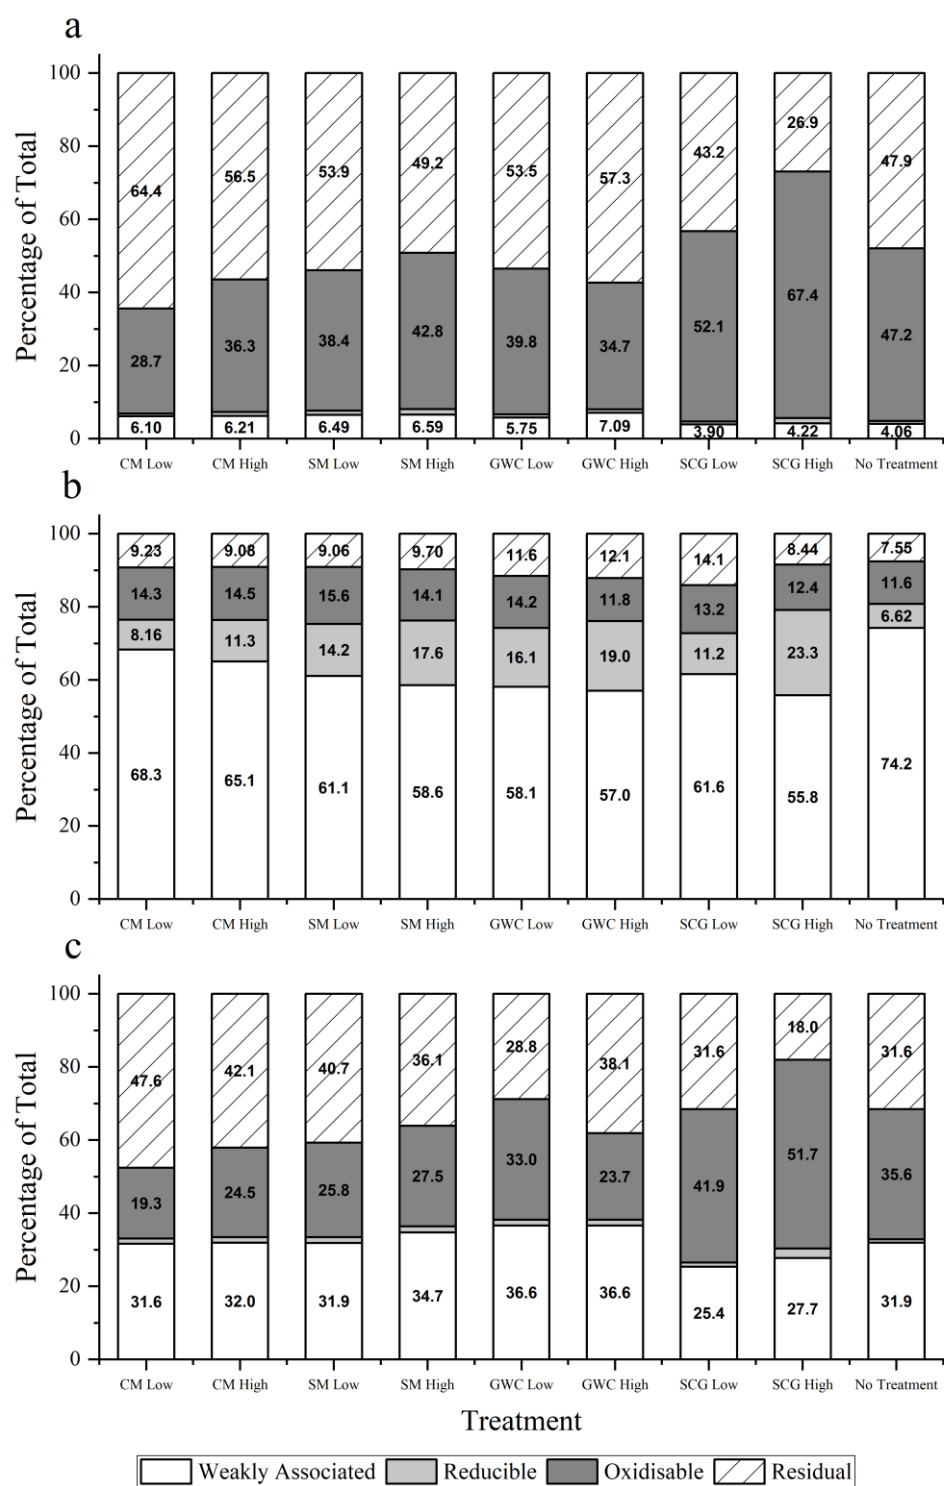 a
Percentage of Total
100
80
60
40
20
0
64.4 56.5 53.9 49.2 53.5 57.3 43.2 26.9 47.9
28.7 36.3 38.4 42.8 39.8 34.7 52.1 67.4 47.2
6.10 6.21 6.49 6.59 5.75 7.09 3.90 4.22 4.06
CM Low CM High SM Low SM High GWC Low GWC High SCG Low SCG High No Treatment
b
Percentage of Total
100
80
60
40
20
0
9.23 9.08 9.06 9.70 11.6 12.1 14.1 8.44 7.55
14.3 14.5 15.6 14.1 14.2 11.8 13.2 12.4 11.6
8.16 11.3 14.2 17.6 16.1 19.0 11.2 23.3 6.62
68.3 65.1 61.1 58.6 58.1 57.0 61.6 55.8 74.2
CM Low CM High SM Low SM High GWC Low GWC High SCG Low SCG High No Treatment
c
Percentage of Total
100
80
60
40
20
0
47.6 42.1 40.7 36.1 28.8 38.1 31.6 18.0 31.6
19.3 24.5 25.8 27.5 33.0 23.7 41.9 51.7 35.6
31.6 32.0 31.9 34.7 36.6 36.6 25.4 27.7 31.9
CM Low CM High SM Low SM High GWC Low GWC High SCG Low SCG High No Treatment
Treatment
Weakly Associated Reducible Oxidisable Residual